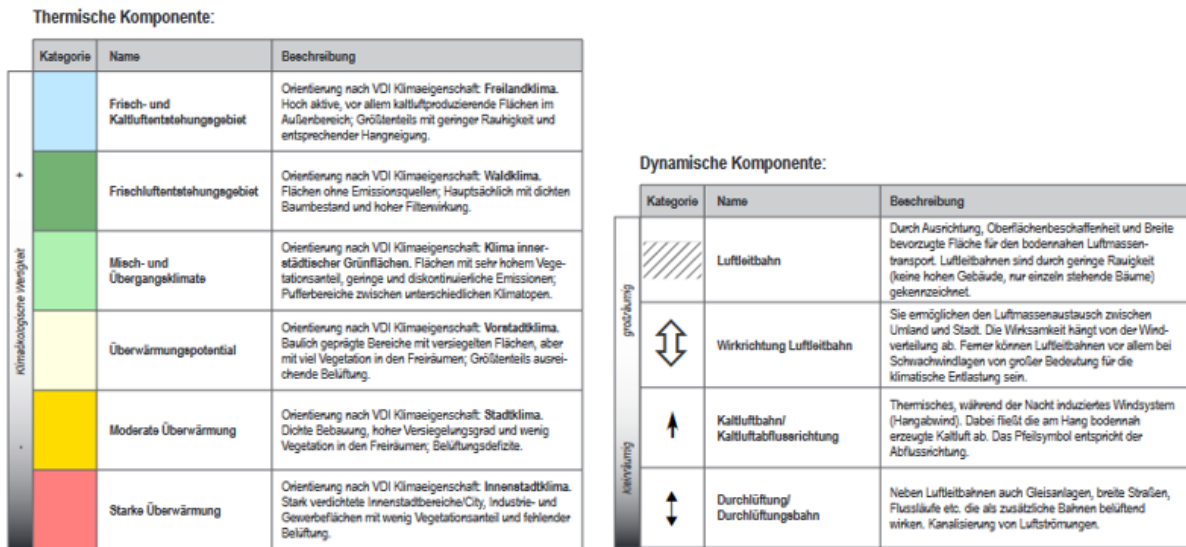 Thermische Komponente:
Kategorie Name Beschreibung
Frisch- und
Kaltluftentstehungsgebiet
Orientierung nach VDI Klimaeigenschaft: Freilandklima.
Hoch aktive, vor allem kaltluftproduzierende Flächen im
Außenbereich; Größtenteils mit geringer Rauhigkeit und
entsprechender Hangneigung.
Frischluftentstehungsgebiet
Orientierung nach VDI Klimaeigenschaft: Waldklima.
Flächen ohne Emissionsquellen; Hauptsächlich mit dichten
Baumbestand und hoher Filterwirkung.
Misch- und
Übergangsklimate
Orientierung nach VDI Klimaeigenschaft: Klima inner-
städtischer Grünflächen. Flächen mit sehr hohem Vege-
tationsanteil, geringe und diskontinuierliche Emissionen;
Pufferbereiche zwischen unterschiedlichen Klimatopen.
Überwärmungspotential
Orientierung nach VDI Klimaeigenschaft: Vorstadtklima.
Baulich geprägte Bereiche mit versiegelten Flächen, aber
mit viel Vegetation in den Freiräumen; Größtenteils ausrei-
chende Belüftung.
Moderate Überwärmung
Orientierung nach VDI Klimaeigenschaft: Stadtklima.
Dichte Bebauung, hoher Versiegelungsgrad und wenig
Vegetation in den Freiräumen; Belüftungsdefizite.
Starke Überwärmung
Orientierung nach VDI Klimaeigenschaft: Innenstadtklima.
Stark verdichtete Innenstadtbereiche/City, Industrie- und
Gewerbeflächen mit wenig Vegetationsanteil und fehlender
Belüftung.
+
Klimaökologische Wertigkeit
-
Dynamische Komponente:
Kategorie Name Beschreibung
Luftleitbahn
Durch Ausrichtung, Oberflächenbeschaffenheit und Breite
bevorzugte Fläche für den bodennahen Luftmassen-
transport. Luftleitbahnen sind durch geringe Rauigkeit
(keine hohen Gebäude, nur einzeln stehende Bäume)
gekennzeichnet.
Wirkrichtung Luftleitbahn
Sie ermöglichen den Luftmassenaustausch zwischen
Umland und Stadt. Die Wirksamkeit hängt von der Wind-
verteilung ab. Ferner können Luftleitbahnen vor allem bei
Schwachwindlagen von großer Bedeutung für die
klimatische Entlastung sein.
Kaltluftbahn/
Kaltluftabflussrichtung
Thermisches, während der Nacht induziertes Windsystem
(Hangabwind). Dabei fließt die am Hang bodennah
erzeugte Kaltluft ab. Das Pfeilsymbol entspricht der
Abflussrichtung.
Durchlüftung/
Durchlüftungsbahn
Neben Luftleitbahnen auch Gleisanlagen, breite Straßen,
Flussläufe etc. die als zusätzliche Bahnen belüftend
wirken. Kanalisierung von Luftströmungen.
großräumig
kleinräumig